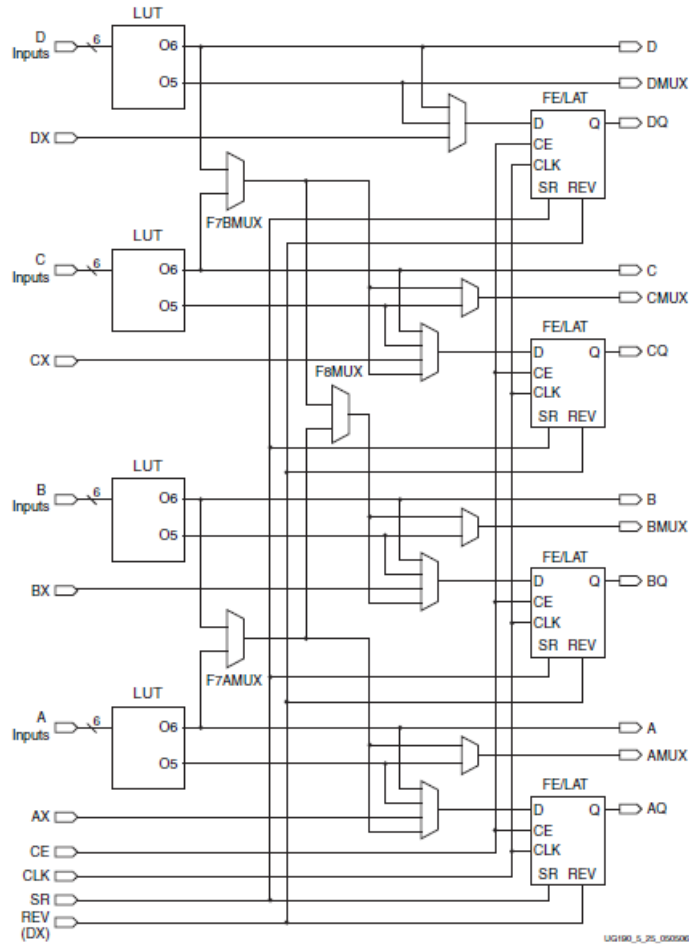 LUT
D
Inputs
6
O6
D
O5
DMUX
FE/LAT
DX
D
Q
DQ
CE
CLK
SR REV
F7BMUX
LUT
C
Inputs
6
O6
C
O5
CMUX
FE/LAT
CX
D
Q
CQ
F8MUX
CE
CLK
SR REV
LUT
B
Inputs
6
O6
B
O5
BMUX
FE/LAT
BX
D
Q
BQ
CE
CLK
SR REV
F7AMUX
LUT
A
Inputs
6
O6
A
O5
AMUX
FE/LAT
AX
D
Q
AQ
CE
CE
CLK
CLK
SR REV
SR
REV
(DX)
UG190_5_25_050506